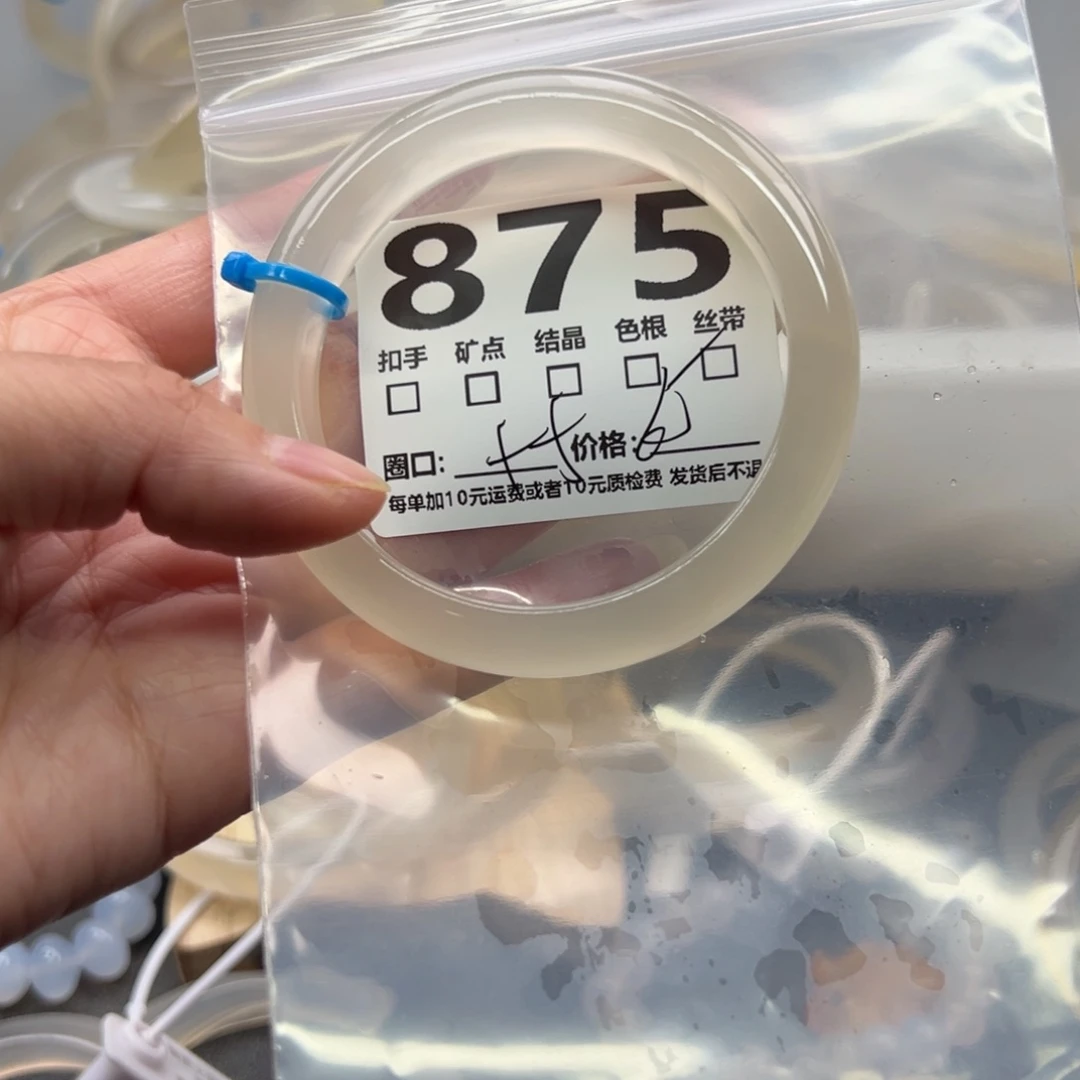 875
扣手 矿点 结晶 色根 丝带
圈口: 价格:
每单加10元运费或者10元质检费 发货后不退